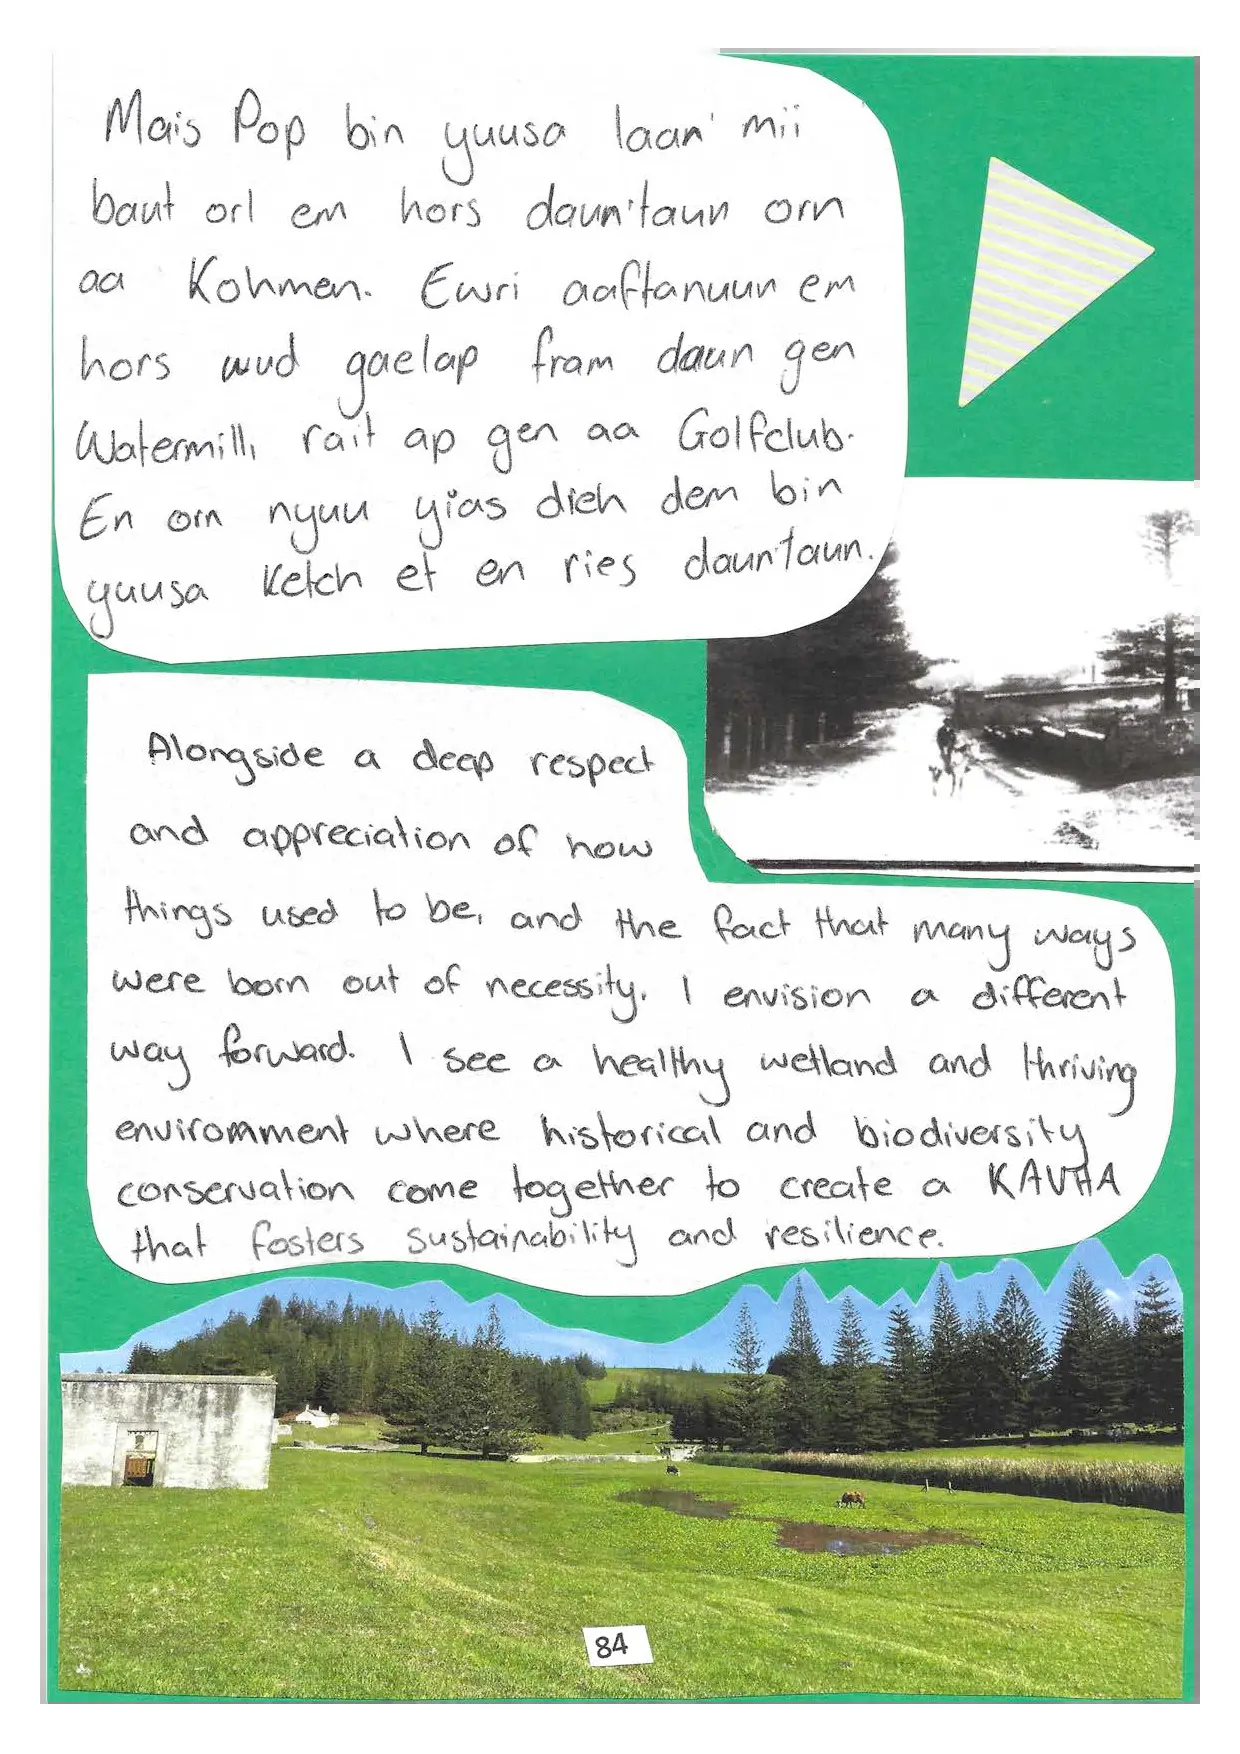 Mais Pop bin yuusa laan' mii
baut orl em hors daun'taun orn
aa Kohmen. Ewri aaftanuun em
hors wud gaelap fram daun gen
Watermill, rait ap gen aa Golfclub.
En orn nyuu yias dieh dem bin
yuusa ketch et en ries daun'taun.
Alongside a deep respect
and appreciation of how
things used to be, and the fact that many ways
were born out of necessity. I envision a different
way forward. I see a healthy wetland and thriving
enviromment where historical and biodiversity
conservation come together to create a KAVHA
that fosters sustainability and resilience.
84